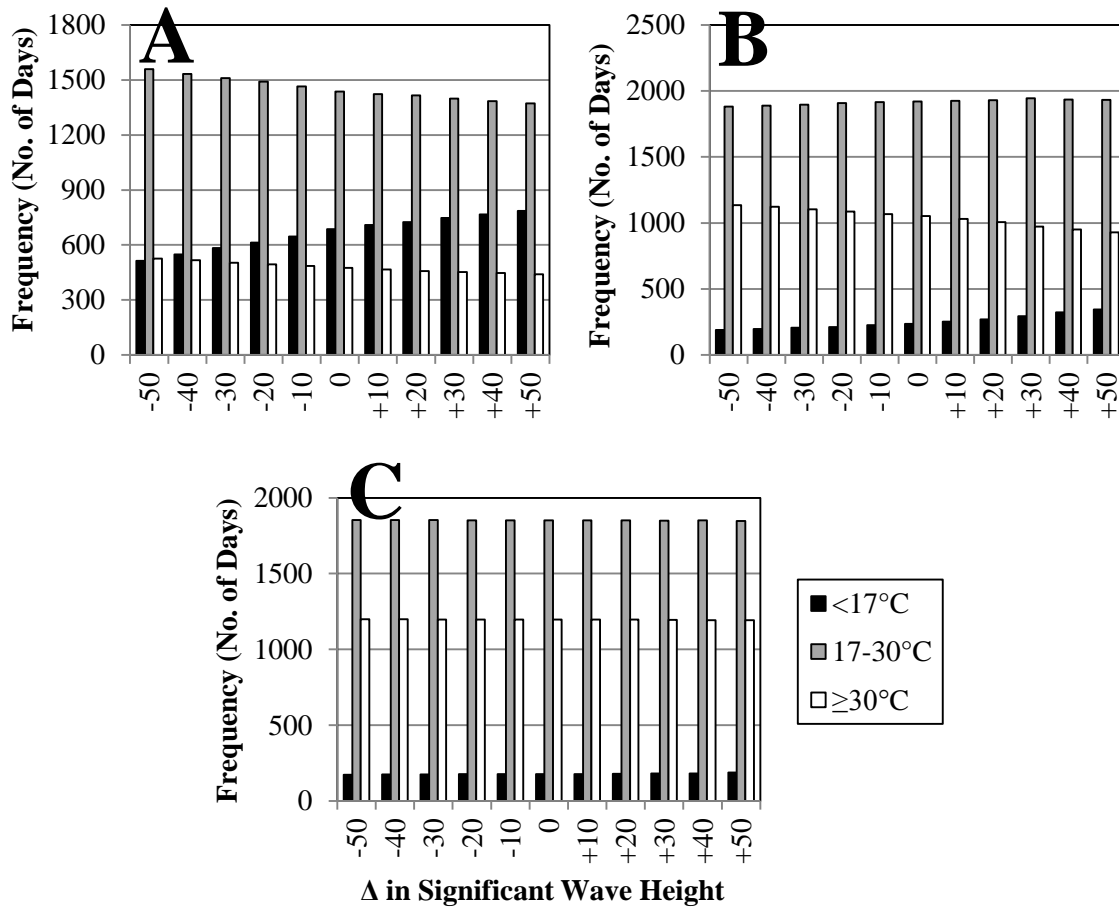 A
Frequency (No. of Days)
1800
1500
1200
900
600
300
0
-50 -40 -30 -20 -10 0 +10 +20 +30 +40 +50
B
Frequency (No. of Days)
2500
2000
1500
1000
500
0
-50 -40 -30 -20 -10 0 +10 +20 +30 +40 +50
C
Frequency (No. of Days)
2000
1500
1000
500
0
-50 -40 -30 -20 -10 0 +10 +20 +30 +40 +50
Δ in Significant Wave Height
<17°C
17-30°C
≥30°C